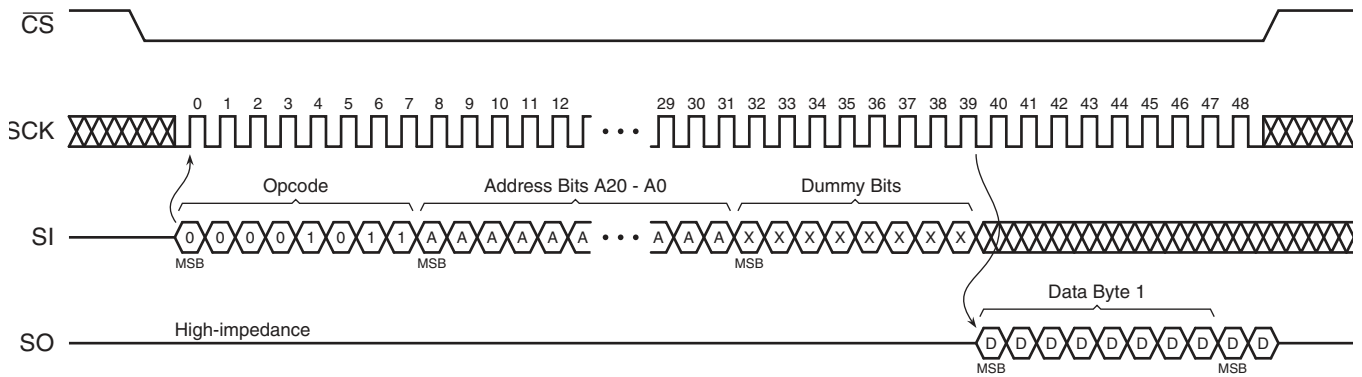 CS
0 1 2 3 4 5 6 7 8 9 10 11 12 29 30 31 32 33 34 35 36 37 38 39 40 41 42 43 44 45 46 47 48
SCK
Opcode Address Bits A20 - A0 Dummy Bits
SI 0 0 0 0 1 0 1 1 A A A A A A ••• A A A X X X X X X X X
MSB MSB MSB
Data Byte 1
High-impedance
SO D D D D D D D D D D
MSB MSB